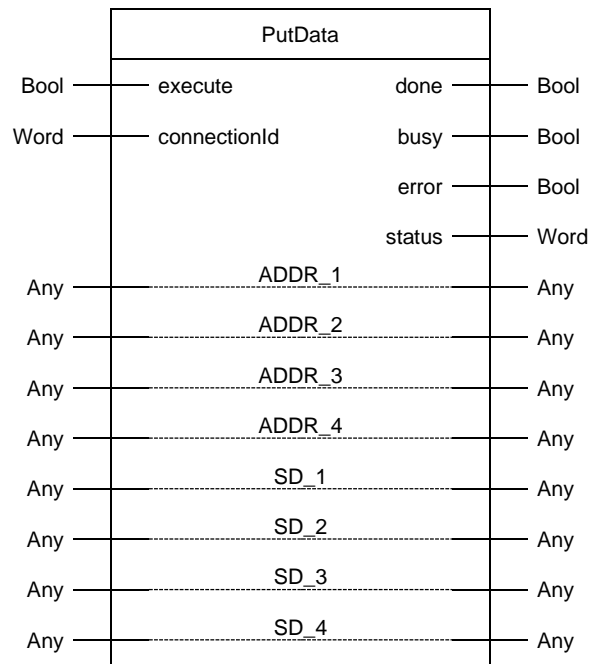 PutData
Bool execute done Bool
Word connectionId busy Bool
error Bool
status Word
Any ADDR_1 Any
Any ADDR_2 Any
Any ADDR_3 Any
Any ADDR_4 Any
Any SD_1 Any
Any SD_2 Any
Any SD_3 Any
Any SD_4 Any